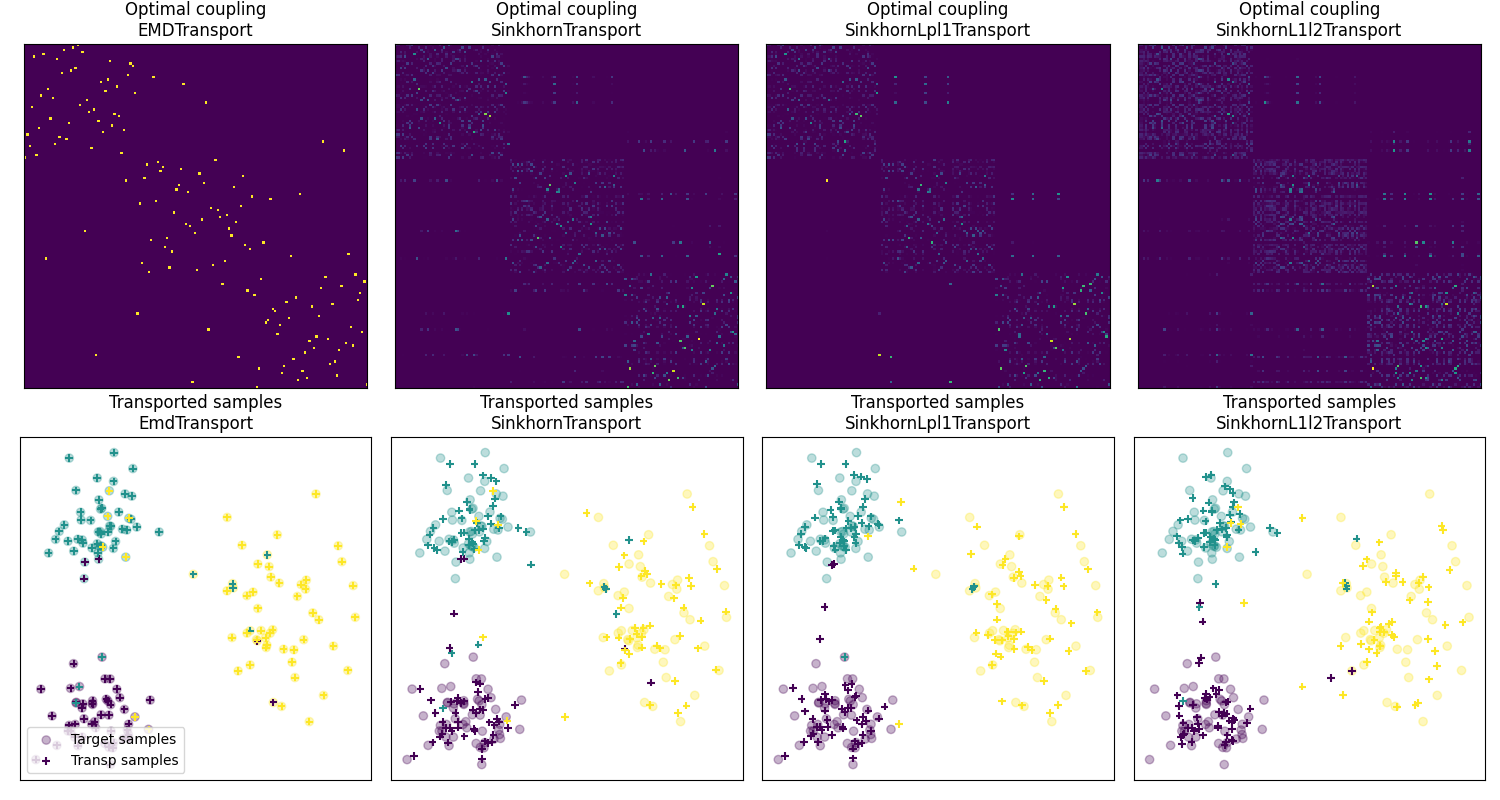 Optimal coupling
EMDTransport
Optimal coupling
SinkhornTransport
Optimal coupling
SinkhornLpl1Transport
Optimal coupling
SinkhornL1l2Transport
Transported samples
EmdTransport
Transported samples
SinkhornTransport
Transported samples
SinkhornLpl1Transport
Transported samples
SinkhornL1l2Transport
Target samples
Transp samples